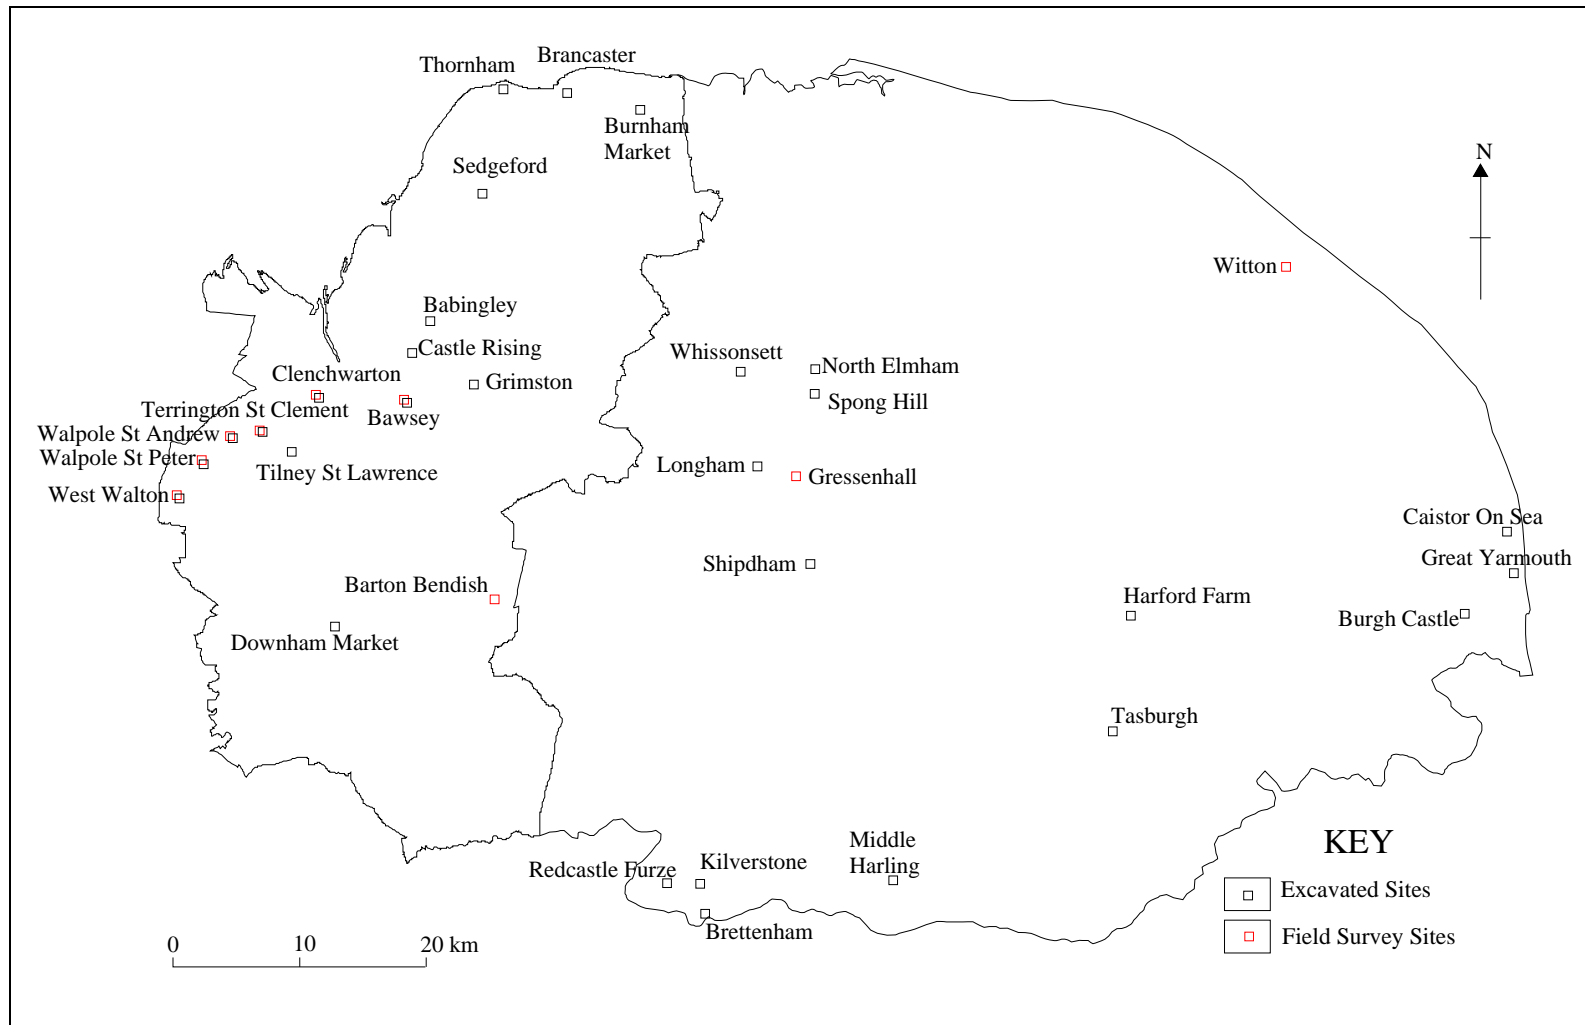 Brancaster
Thornham
Burnham
Market
N
Sedgeford
Witton
Babingley
Castle Rising
Whissonsett
North Elmham
Clenchwarton
Grimston
Spong Hill
Terrington St Clement
Bawsey
Walpole St Andrew
Walpole St Peter
Tilney St Lawrence
Longham
Gressenhall
West Walton
Caistor On Sea
Great Yarmouth
Shipdham
Barton Bendish
Harford Farm
Burgh Castle
Downham Market
Tasburgh
Middle
Harling
KEY
Redcastle Furze
Kilverstone
Excavated Sites
Brettenham
Field Survey Sites
0 10 20 km